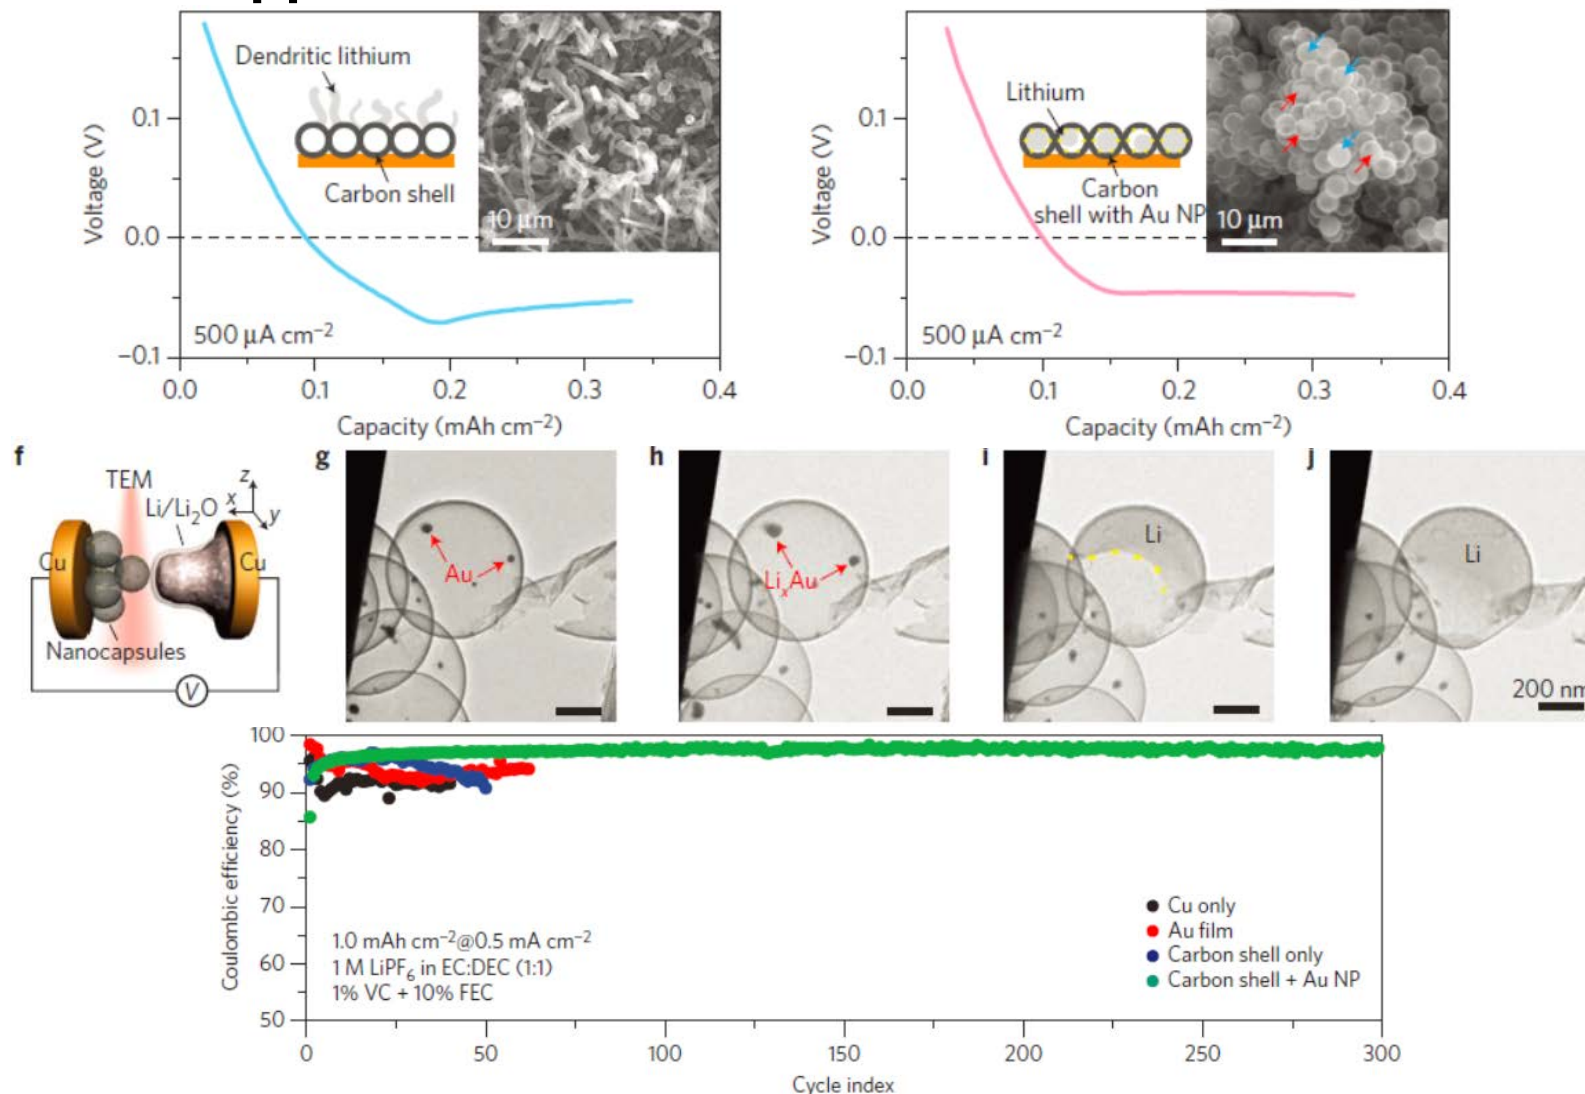 Dendritic lithium
0.1
Voltage (V)
Carbon shell
10 μm
0.0
500 μA cm⁻²
−0.1
0.0 0.1 0.2 0.3 0.4
Capacity (mAh cm⁻²)
Lithium
0.1
Voltage (V)
Carbon
shell with Au NP
10 μm
0.0
500 μA cm⁻²
−0.1
0.0 0.1 0.2 0.3 0.4
Capacity (mAh cm⁻²)
f
TEM
Li/Li₂O
z
x
y
Cu
Cu
Nanocapsules
V
g
Au
h
LiₓAu
i
Li
j
Li
200 nm
100
90
80
70
60
50
Coulombic efficiency (%)
1.0 mAh cm⁻²@0.5 mA cm⁻²
1 M LiPF₆ in EC:DEC (1:1)
1% VC + 10% FEC
Cu only
Au film
Carbon shell only
Carbon shell + Au NP
0 50 100 150 200 250 300
Cycle index